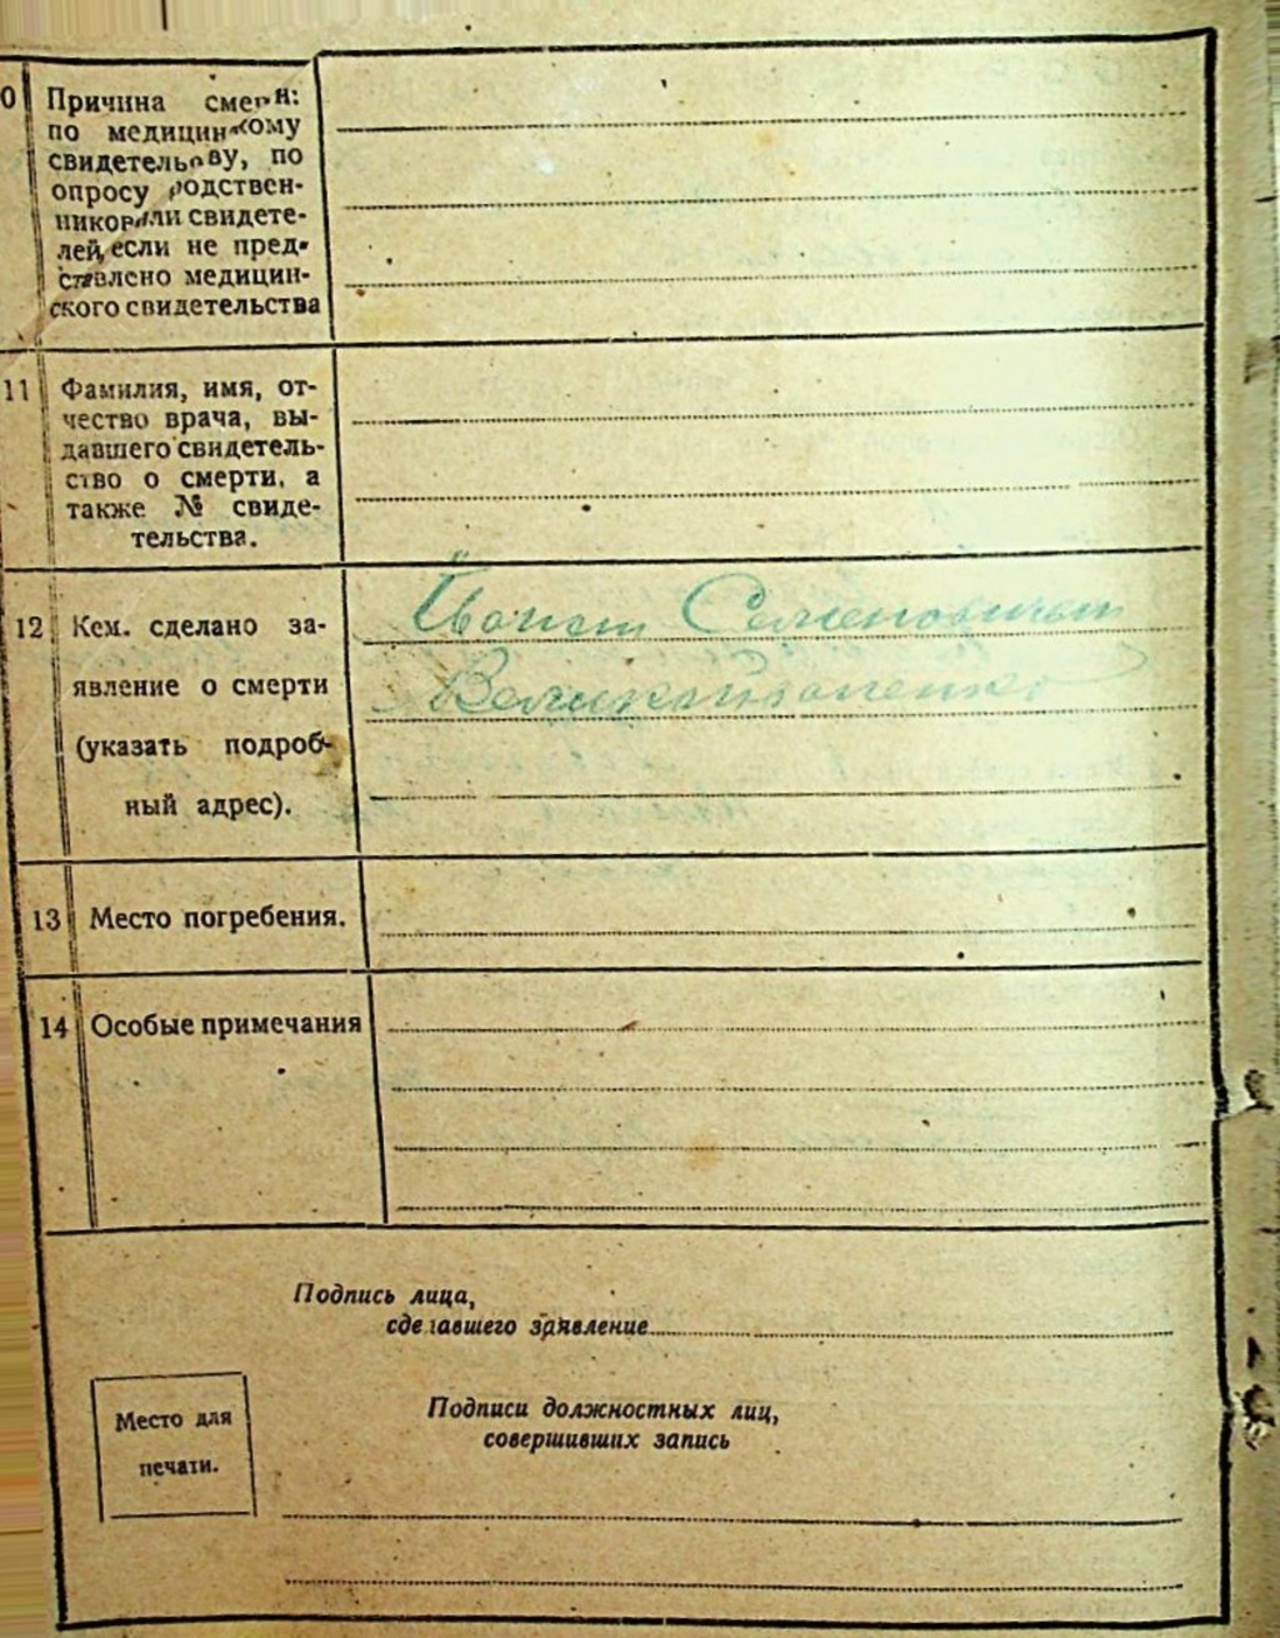 0 Причина смерти:
по медицинскому
свидетельству, по
опросу родствен-
ников или свидете-
лей, если не пред-
ставлено медицин-
ского свидетельства
11 Фамилия, имя, от-
чество врача, вы-
давшего свидетель-
ство о смерти, а
также № свиде-
тельства.
12 Кем. сделано за-
явление о смерти
(указать подроб-
ный адрес).
Семеновичем
13 Место погребения.
14 Особые примечания
Подпись лица,
сделавшего заявление
Подписи должностных лиц,
совершивших запись
Место для
печати.